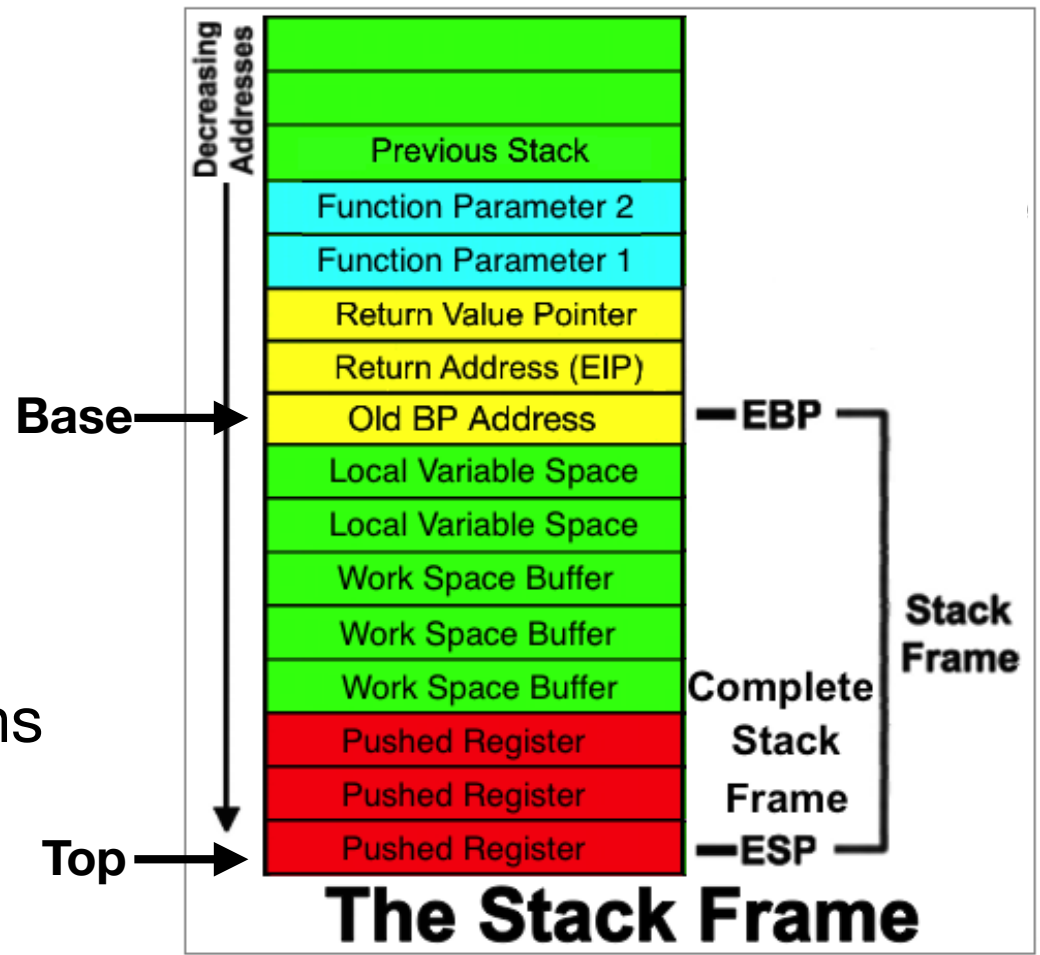 Decreasing
Addresses
Previous Stack
Function Parameter 2
Function Parameter 1
Return Value Pointer
Return Address (EIP)
Base
Old BP Address
EBP
Local Variable Space
Local Variable Space
Work Space Buffer
Work Space Buffer
Work Space Buffer
Stack
Frame
Complete
Stack
Frame
ns
Pushed Register
Pushed Register
Top
Pushed Register
ESP
The Stack Frame